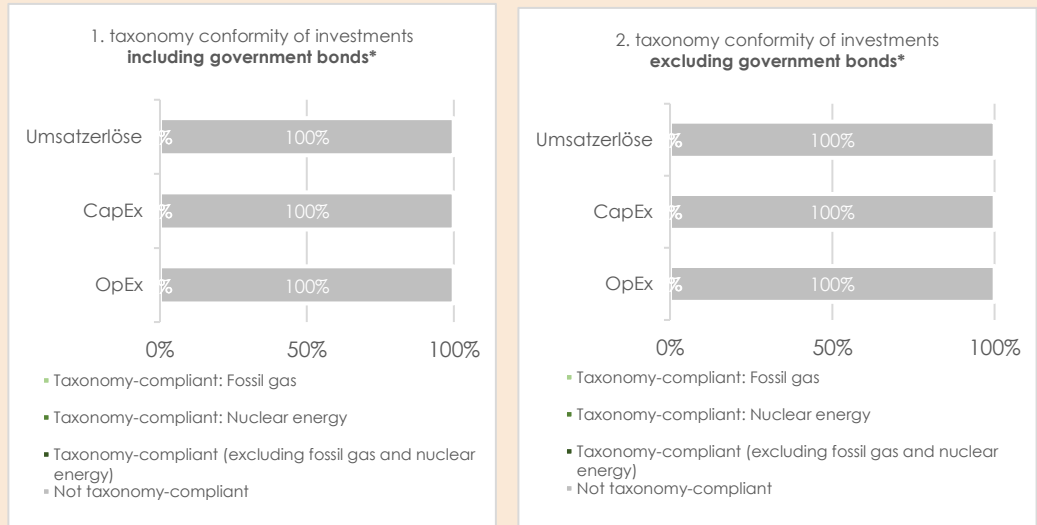 1. taxonomy conformity of investments
including government bonds*
Umsatzerlöse
% 100%
CapEx
% 100%
OpEx
% 100%
0% 50% 100%
Taxonomy-compliant: Fossil gas
Taxonomy-compliant: Nuclear energy
Taxonomy-compliant (excluding fossil gas and nuclear
energy)
Not taxonomy-compliant
2. taxonomy conformity of investments
excluding government bonds*
Umsatzerlöse
% 100%
CapEx
% 100%
OpEx
% 100%
0% 50% 100%
Taxonomy-compliant: Fossil gas
Taxonomy-compliant: Nuclear energy
Taxonomy-compliant (excluding fossil gas and nuclear
energy)
Not taxonomy-compliant